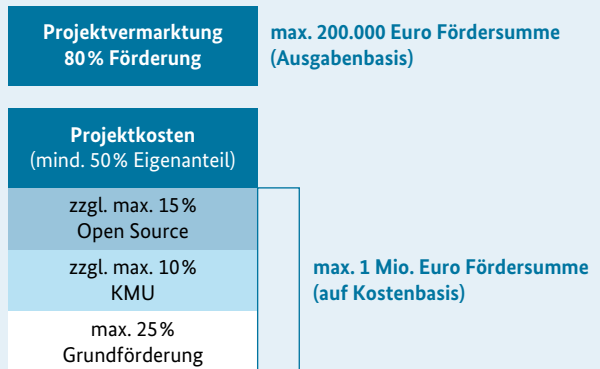 Projektvermarktung
80 % Förderung
max. 200.000 Euro Fördersumme
(Ausgabenbasis)
Projektkosten
(mind. 50 % Eigenanteil)
zzgl. max. 15 %
Open Source
zzgl. max. 10 %
KMU
max. 25 %
Grundförderung
max. 1 Mio. Euro Fördersumme
(auf Kostenbasis)